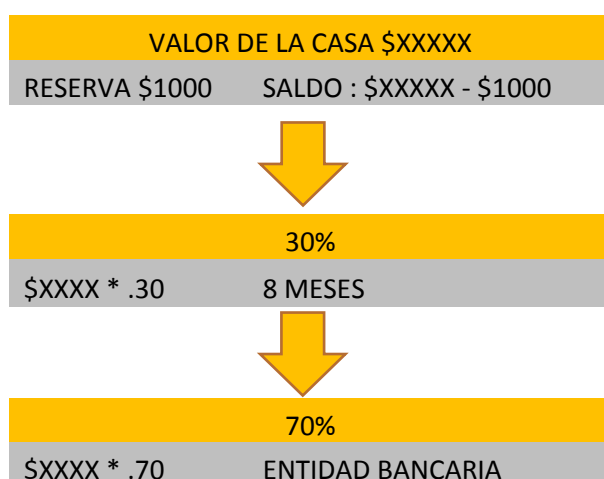 VALOR DE LA CASA $XXXXX
RESERVA $1000 SALDO : $XXXXX - $1000
30%
$XXXX * .30 8 MESES
70%
$XXXX * .70 ENTIDAD BANCARIA